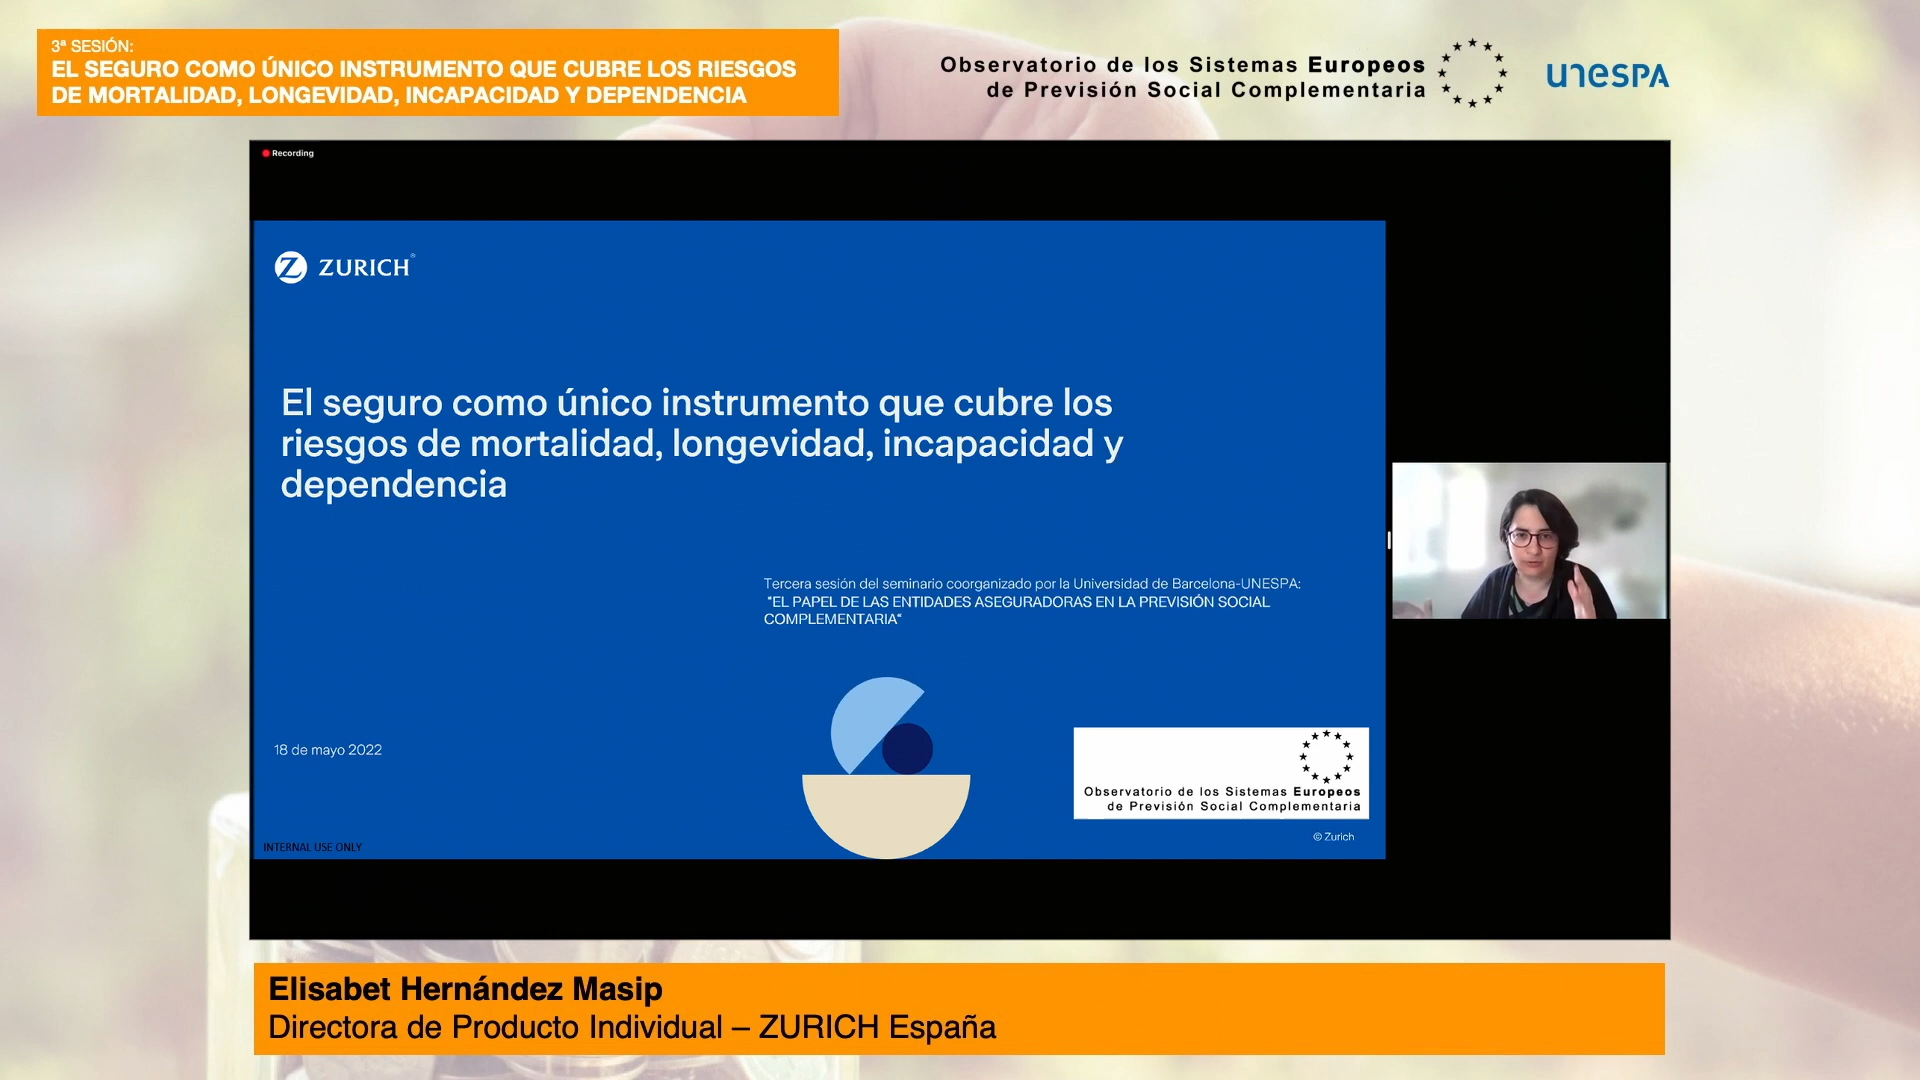 3ª SESIÓN:
EL SEGURO COMO ÚNICO INSTRUMENTO QUE CUBRE LOS RIESGOS
DE MORTALIDAD, LONGEVIDAD, INCAPACIDAD Y DEPENDENCIA
Observatorio de los Sistemas Europeos
de Previsión Social Complementaria
unespa
Recording
ZURICH®
El seguro como único instrumento que cubre los
riesgos de mortalidad, longevidad, incapacidad y
dependencia
Tercera sesión del seminario coorganizado por la Universidad de Barcelona-UNESPA:
"EL PAPEL DE LAS ENTIDADES ASEGURADORAS EN LA PREVISIÓN SOCIAL
COMPLEMENTARIA"
18 de mayo 2022
Observatorio de los Sistemas Europeos
de Previsión Social Complementaria
© Zurich
INTERNAL USE ONLY
Elisabet Hernández Masip
Directora de Producto Individual – ZURICH España